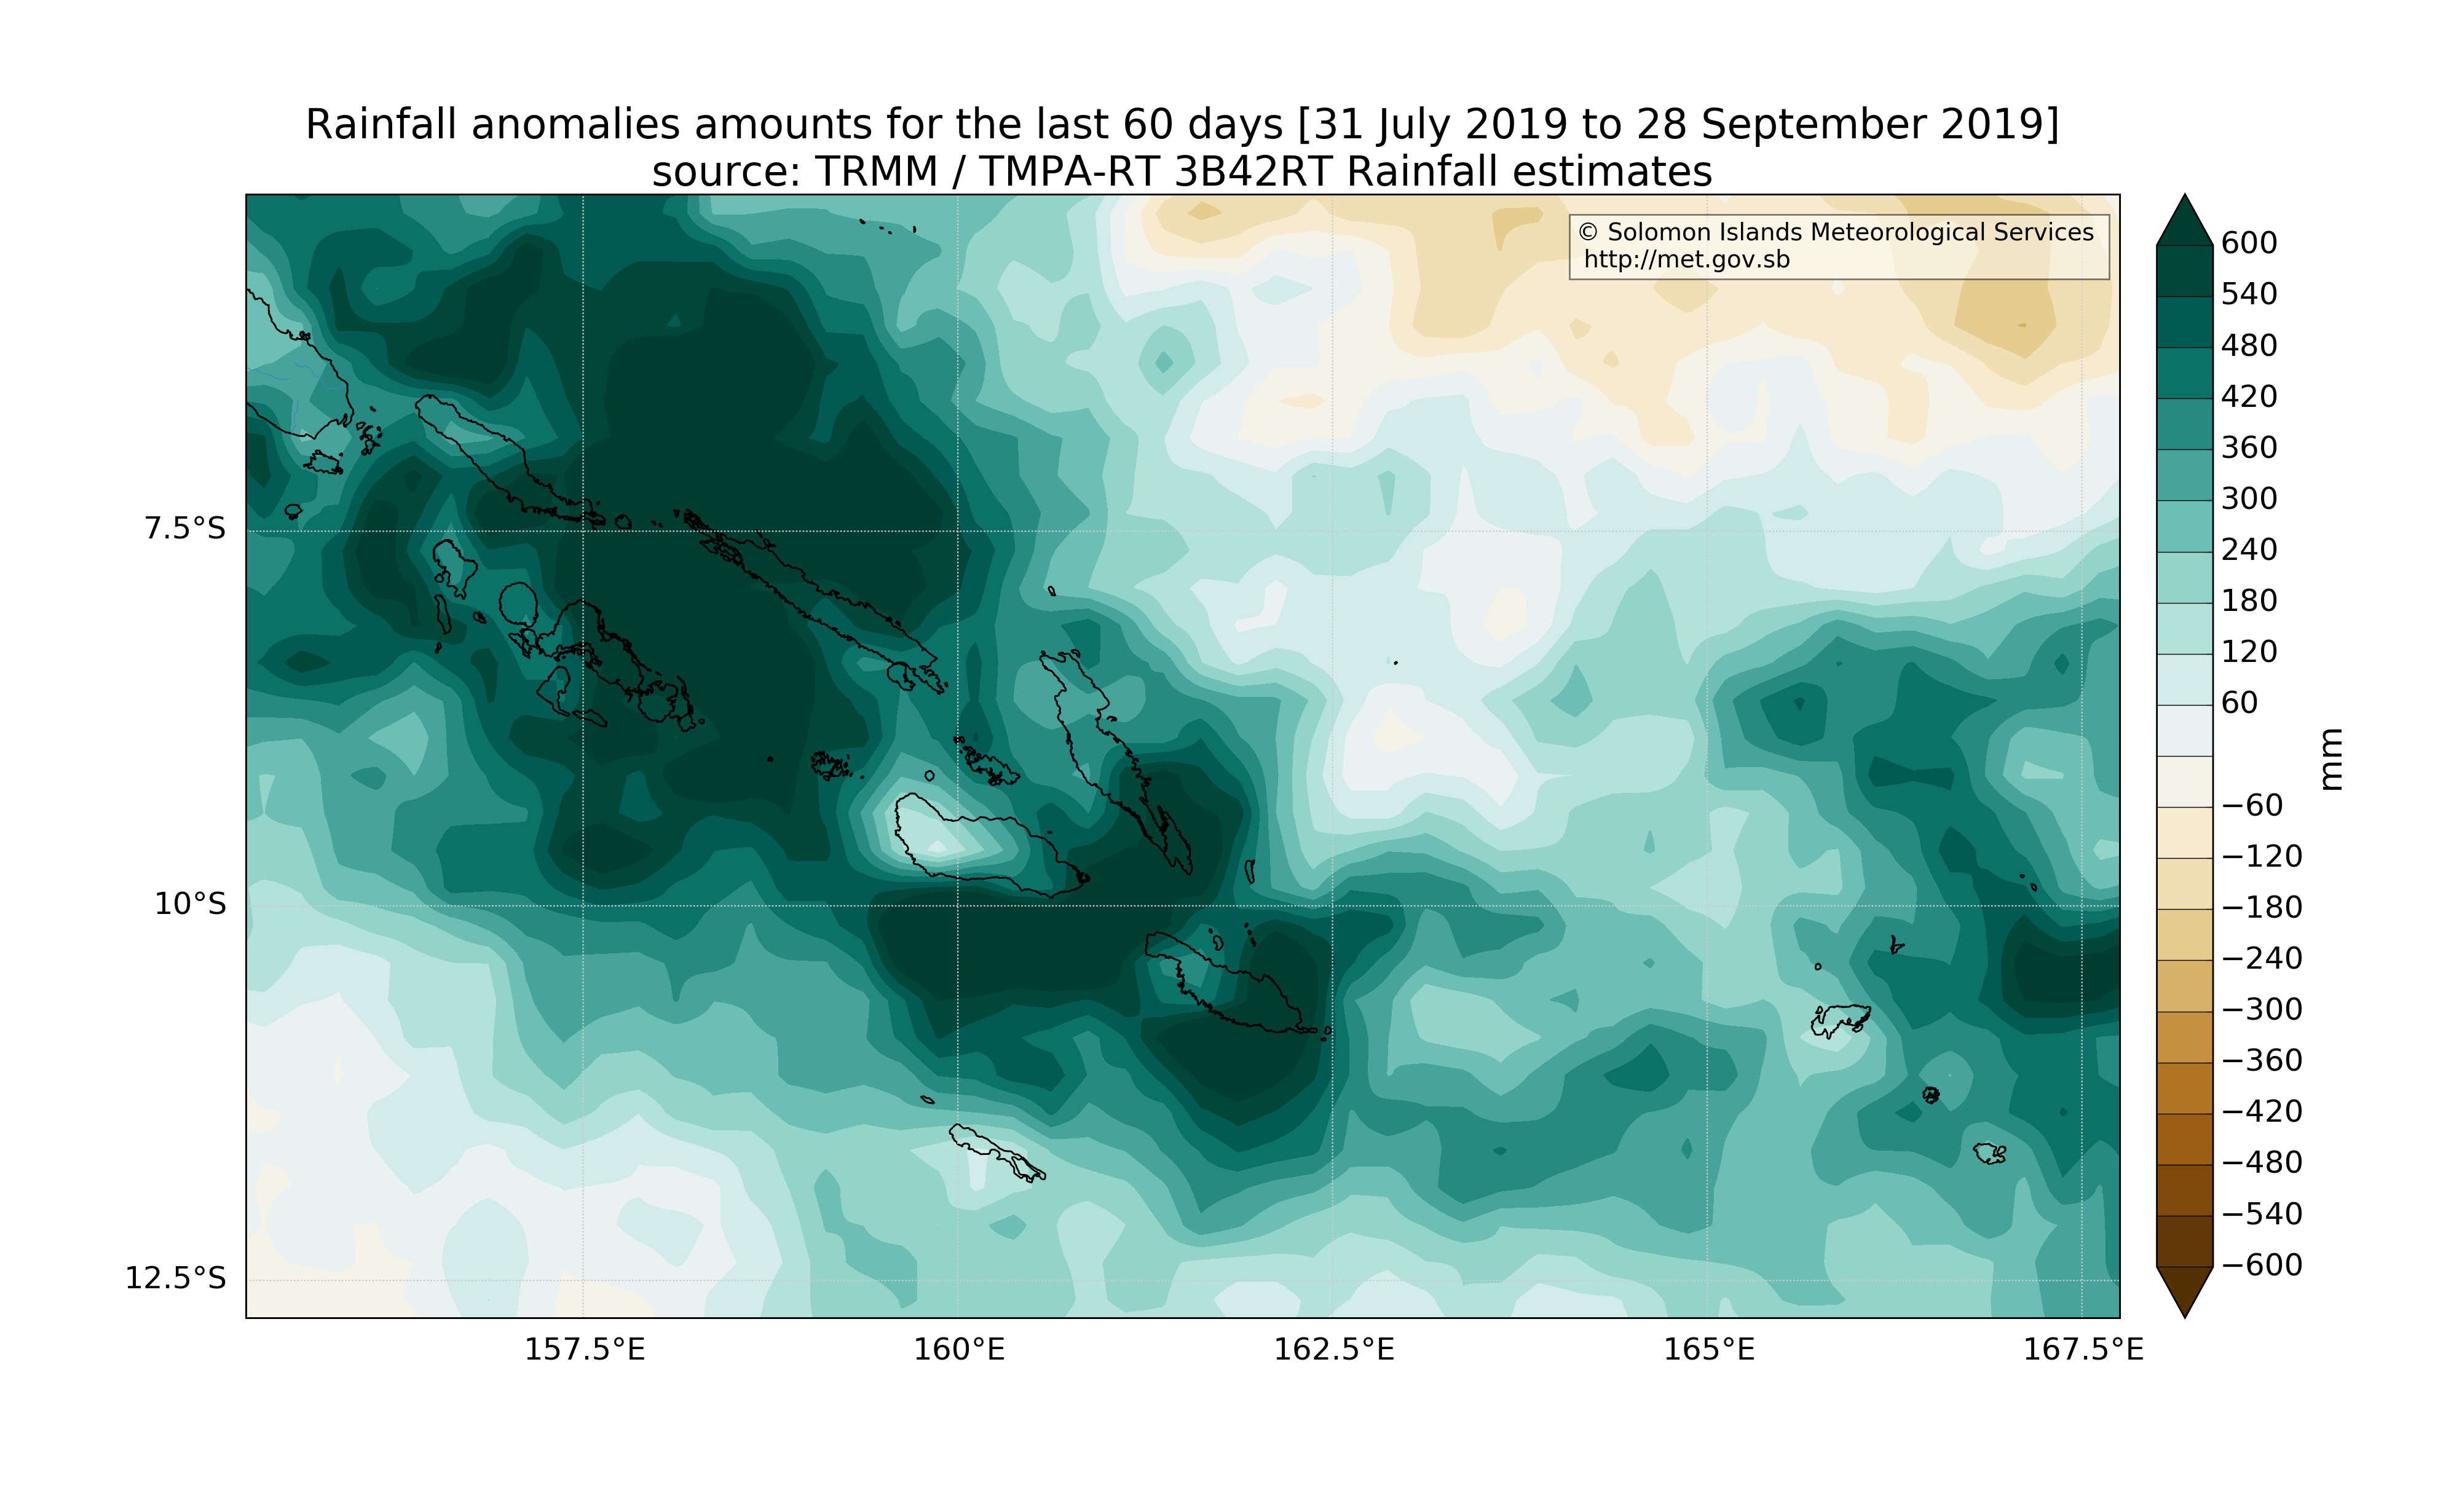 Rainfall anomalies amounts for the last 60 days [31 July 2019 to 28 September 2019]
source: TRMM / TMPA-RT 3B42RT Rainfall estimates
© Solomon Islands Meteorological Services
http://met.gov.sb
7.5°S
10°S
12.5°S
157.5°E
160°E
162.5°E
165°E
167.5°E
600
540
480
420
360
300
240
180
120
60
−60
−120
−180
−240
−300
−360
−420
−480
−540
−600
mm